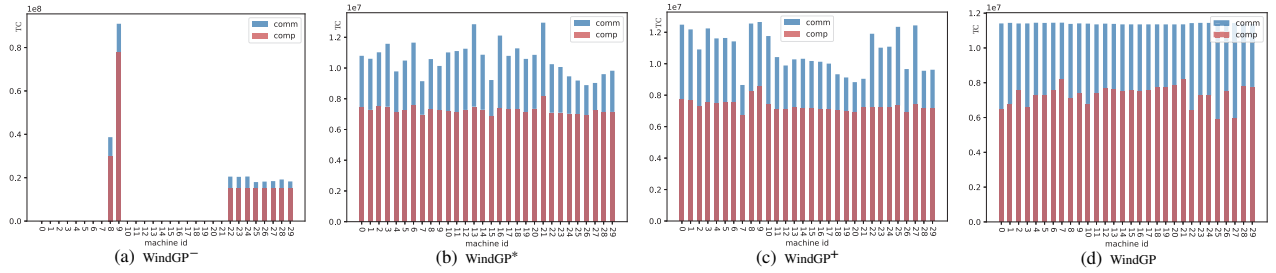 1e8
TC
comm
comp
0.8
0.6
0.4
0.2
0.0
0 1 2 3 4 5 6 7 8 9 10 11 12 13 14 15 16 17 18 19 20 21 22 23 24 25 26 27 28 29
machine id
(a) WindGP⁻
1e7
TC
comm
comp
1.2
1.0
0.8
0.6
0.4
0.2
0.0
0 1 2 3 4 5 6 7 8 9 10 11 12 13 14 15 16 17 18 19 20 21 22 23 24 25 26 27 28 29
machine id
(b) WindGP*
1e7
TC
comm
comp
1.2
1.0
0.8
0.6
0.4
0.2
0.0
0 1 2 3 4 5 6 7 8 9 10 11 12 13 14 15 16 17 18 19 20 21 22 23 24 25 26 27 28 29
machine id
(c) WindGP⁺
1e7
TC
comm
comp
1.2
1.0
0.8
0.6
0.4
0.2
0.0
0 1 2 3 4 5 6 7 8 9 10 11 12 13 14 15 16 17 18 19 20 21 22 23 24 25 26 27 28 29
machine id
(d) WindGP